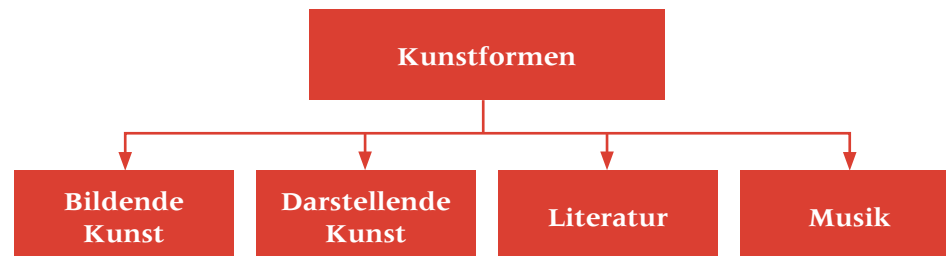 Kunstformen
Bildende
Kunst
Darstellende
Kunst
Literatur
Musik